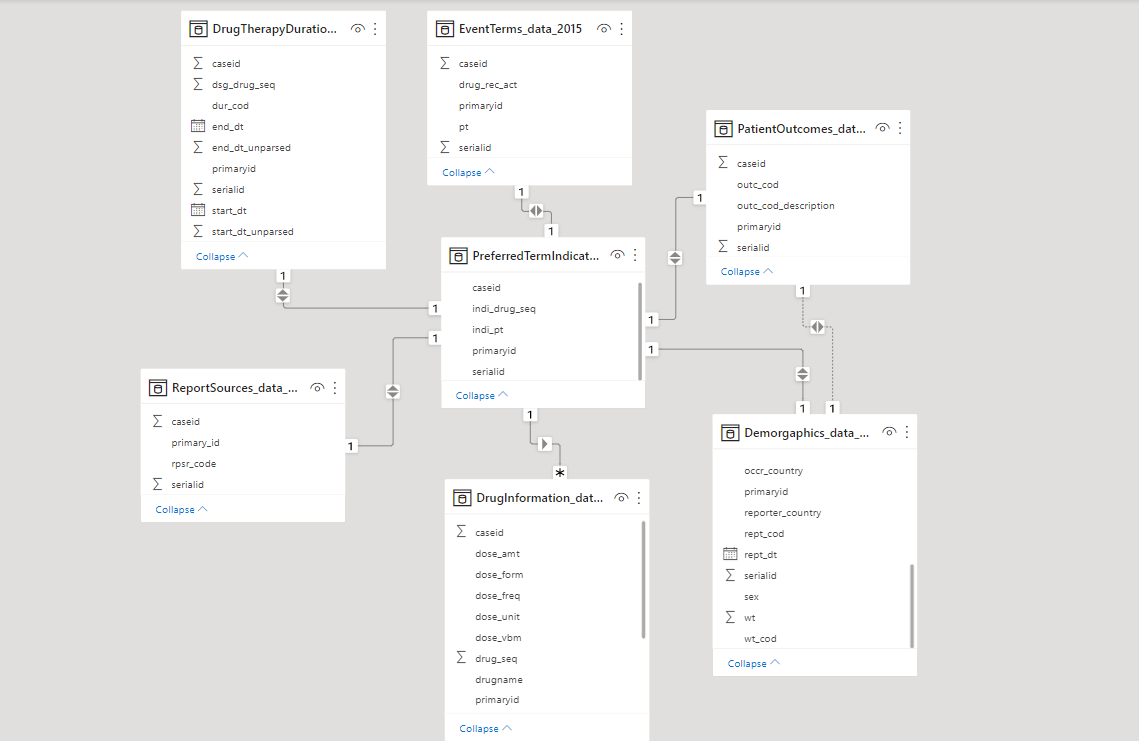 DrugTherapyDuratio...
caseid
dsg_drug_seq
dur_cod
end_dt
end_dt_unparsed
primaryid
serialid
start_dt
start_dt_unparsed
Collapse
1
EventTerms_data_2015
caseid
drug_rec_act
primaryid
pt
serialid
Collapse
1
1
PatientOutcomes_dat...
caseid
outc_cod
outc_cod_description
primaryid
serialid
Collapse
1
1
PreferredTermIndicat...
caseid
indi_drug_seq
indi_pt
primaryid
serialid
Collapse
1
1
1
1
1
ReportSources_data_...
caseid
primary_id
rpsr_code
serialid
Collapse
1
DrugInformation_dat...
*
caseid
dose_amt
dose_form
dose_freq
dose_unit
dose_vbm
drug_seq
drugname
primaryid
Collapse
1
1
Demorgaphics_data_...
occr_country
primaryid
reporter_country
rept_cod
rept_dt
serialid
sex
wt
wt_cod
Collapse